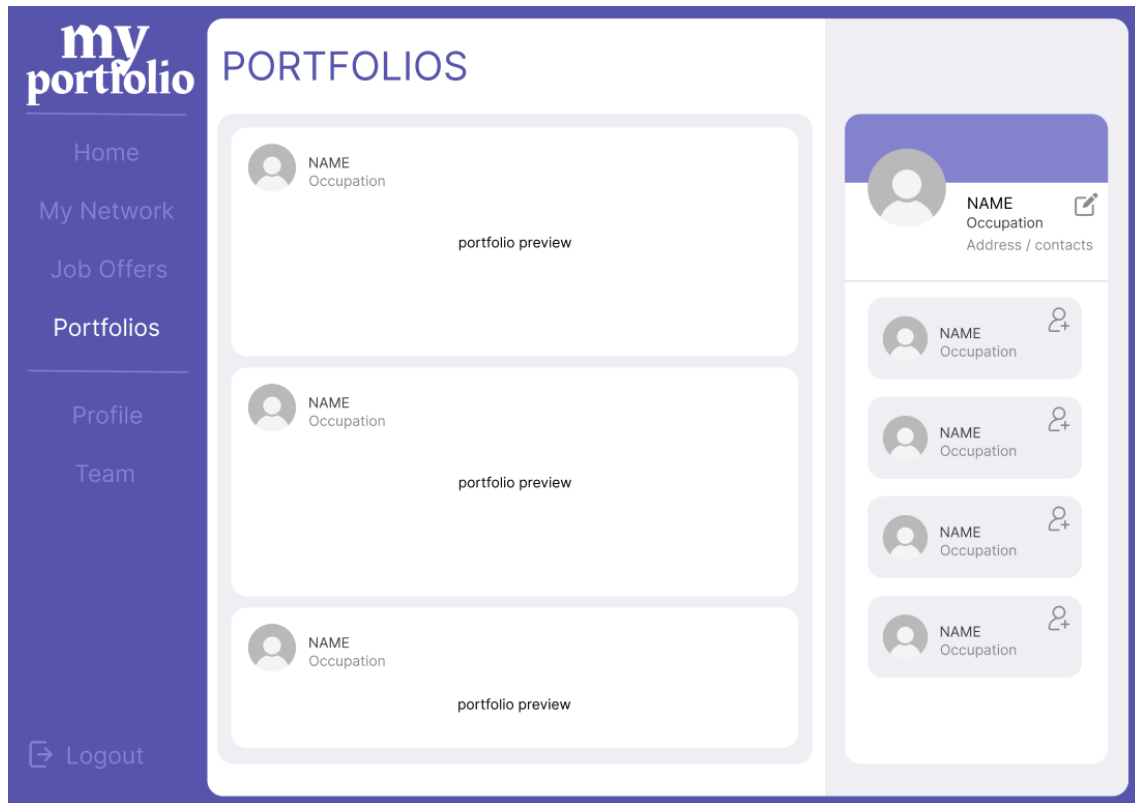 my
portfolio
Home
My Network
Job Offers
Portfolios
Profile
Team
Logout
PORTFOLIOS
NAME
Occupation
portfolio preview
NAME
Occupation
portfolio preview
NAME
Occupation
portfolio preview
NAME
Occupation
Address / contacts
NAME
Occupation
NAME
Occupation
NAME
Occupation
NAME
Occupation